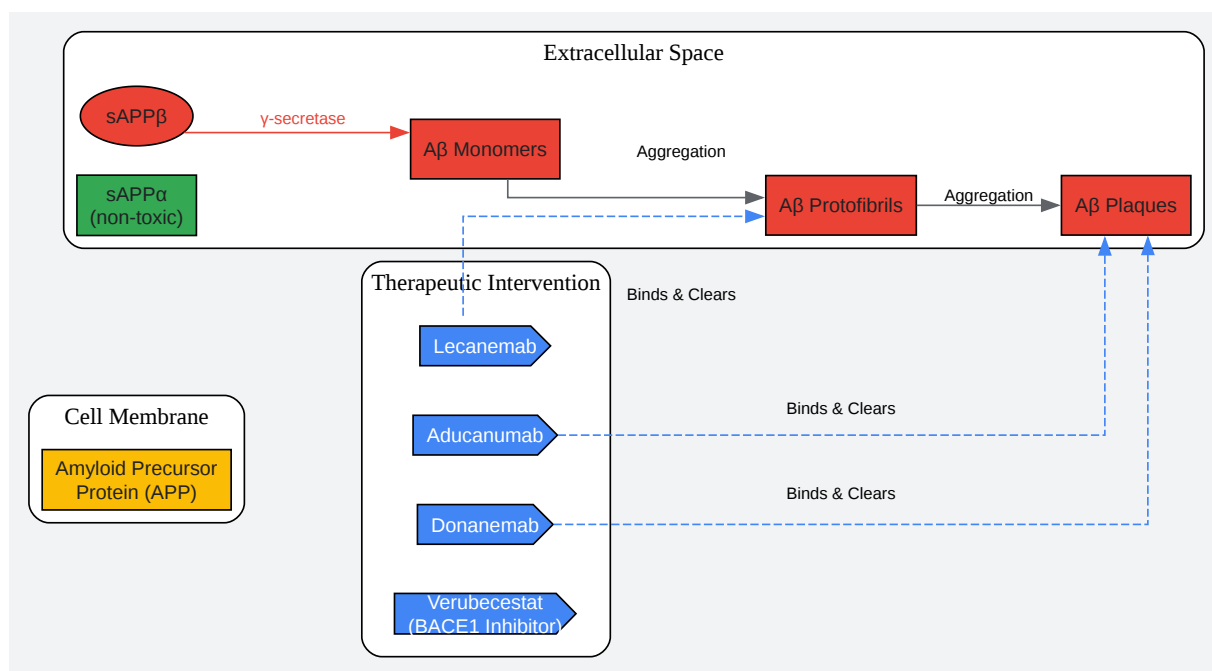 Extracellular Space
sAPPβ
γ-secretase
Aβ Monomers
Aggregation
sAPPα
(non-toxic)
Aβ Protofibrils
Aggregation
Aβ Plaques
Therapeutic Intervention
Binds & Clears
Lecanemab
Aducanumab
Binds & Clears
Donanemab
Binds & Clears
Verubecestat
(BACE1 Inhibitor)
Cell Membrane
Amyloid Precursor
Protein (APP)